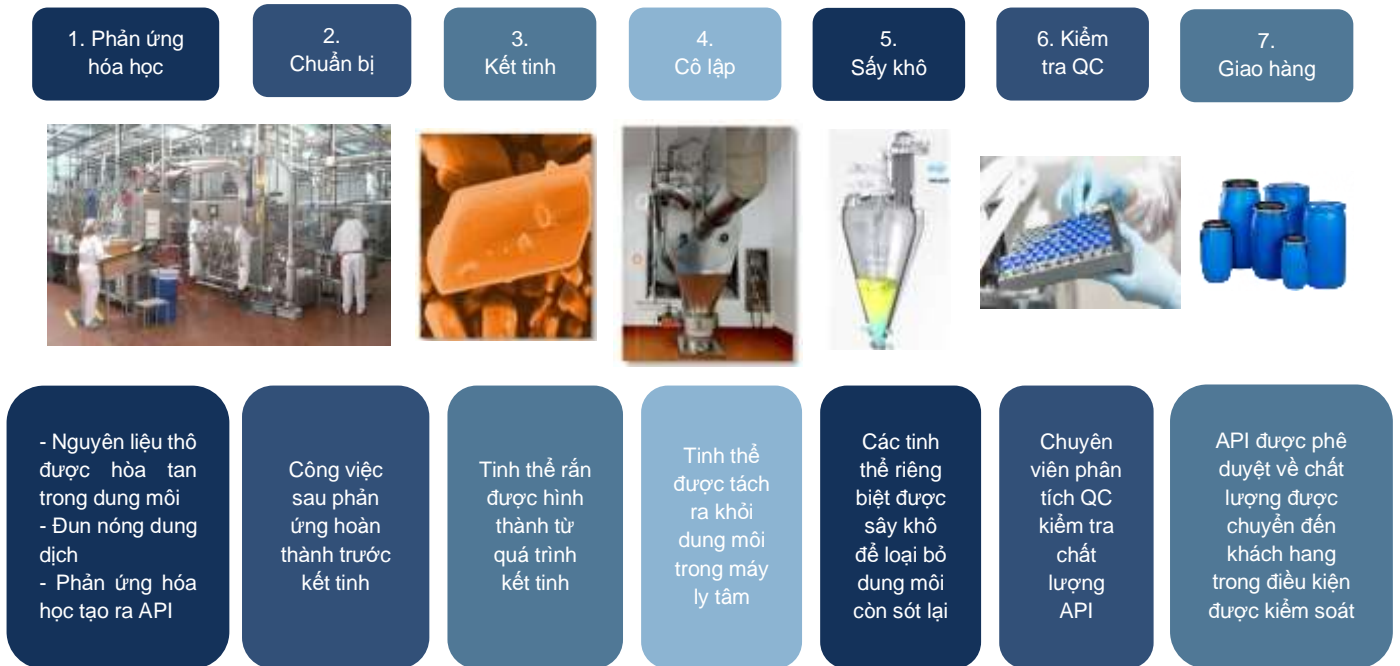 1. Phản ứng
hóa học
2.
Chuẩn bị
3.
Kết tinh
4.
Cô lập
5.
Sấy khô
6. Kiểm
tra QC
7.
Giao hàng
- Nguyên liệu thô
được hòa tan
trong dung môi
- Đun nóng dung
dịch
- Phản ứng hóa
học tạo ra API
Công việc
sau phản
ứng hoàn
thành trước
kết tinh
Tinh thể rắn
được hình
thành từ
quá trình
kết tinh
Tinh thể
được tách
ra khỏi
dung môi
trong máy
ly tâm
Các tinh
thể riêng
biệt được
sây khô
để loại bỏ
dung môi
còn sót lại
Chuyên
viên phân
tích QC
kiểm tra
chất
lượng
API
API được phê
duyệt về chất
lượng được
chuyển đến
khách hang
trong điều kiện
được kiểm soát